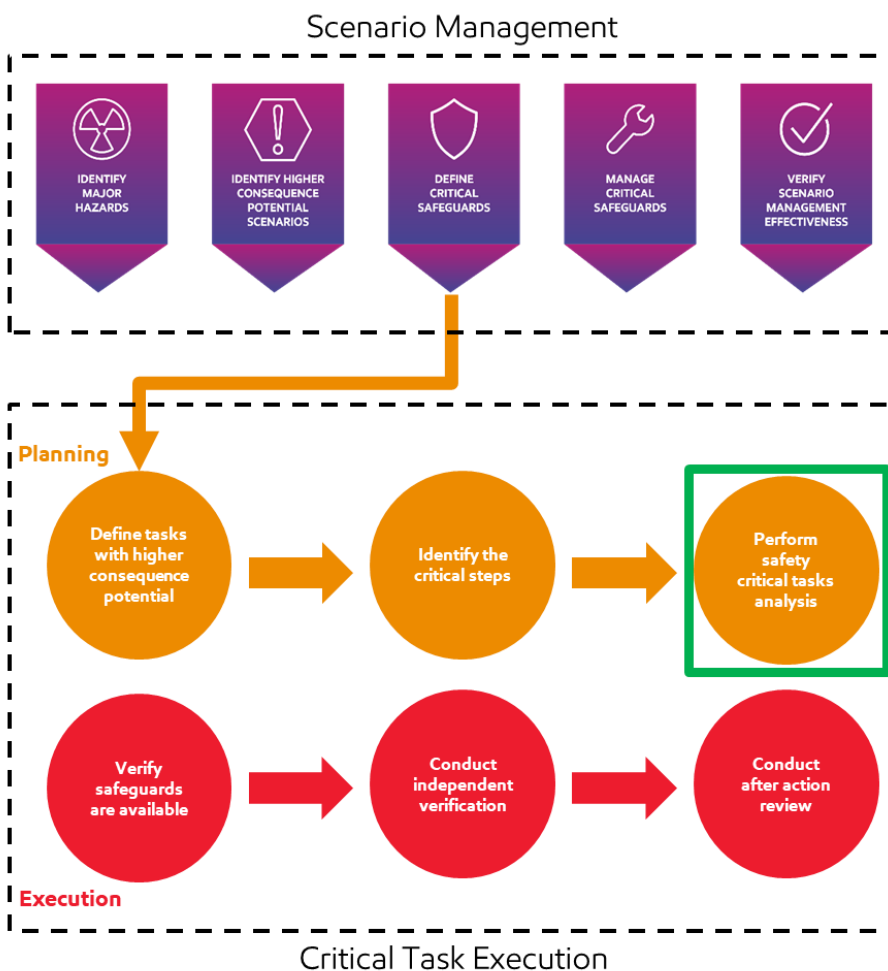 Scenario Management
IDENTIFY
MAJOR
HAZARDS
IDENTIFY HIGHER
CONSEQUENCE
POTENTIAL
SCENARIOS
DEFINE
CRITICAL
SAFEGUARDS
MANAGE
CRITICAL
SAFEGUARDS
VERIFY
SCENARIO
MANAGEMENT
EFFECTIVENESS
Planning
Define tasks
with higher
consequence
potential
Identify the
critical steps
Perform
safety
critical tasks
analysis
Verify
safeguards
are available
Conduct
independent
verification
Conduct
after action
review
Execution
Critical Task Execution